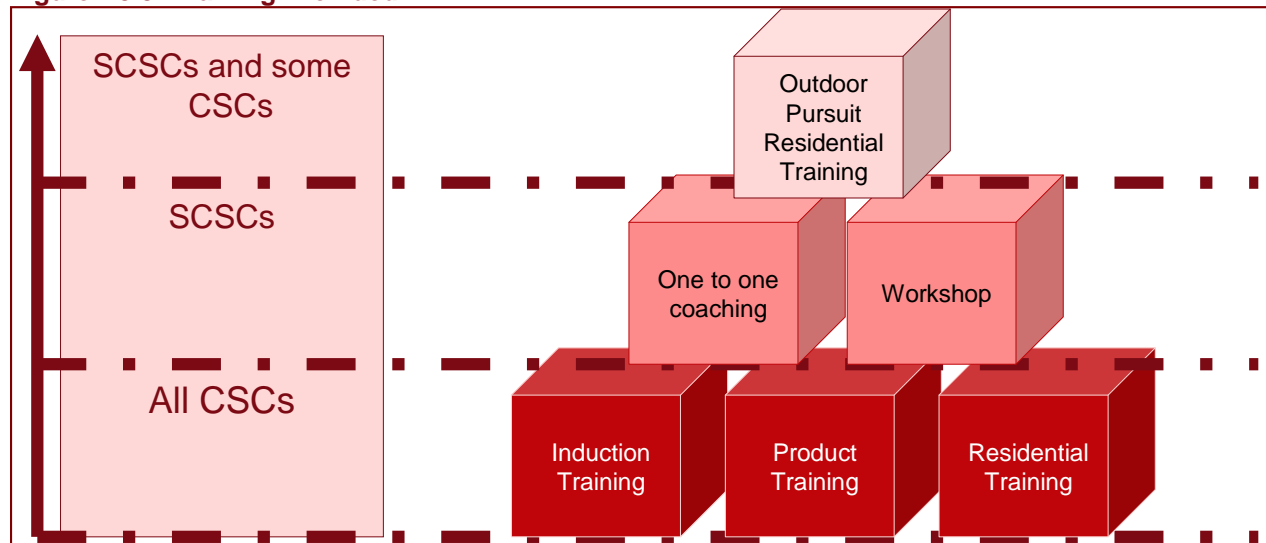 SCSCs and some
CSCs
Outdoor
Pursuit
Residential
Training
SCSCs
One to one
coaching
Workshop
All CSCs
Induction
Training
Product
Training
Residential
Training